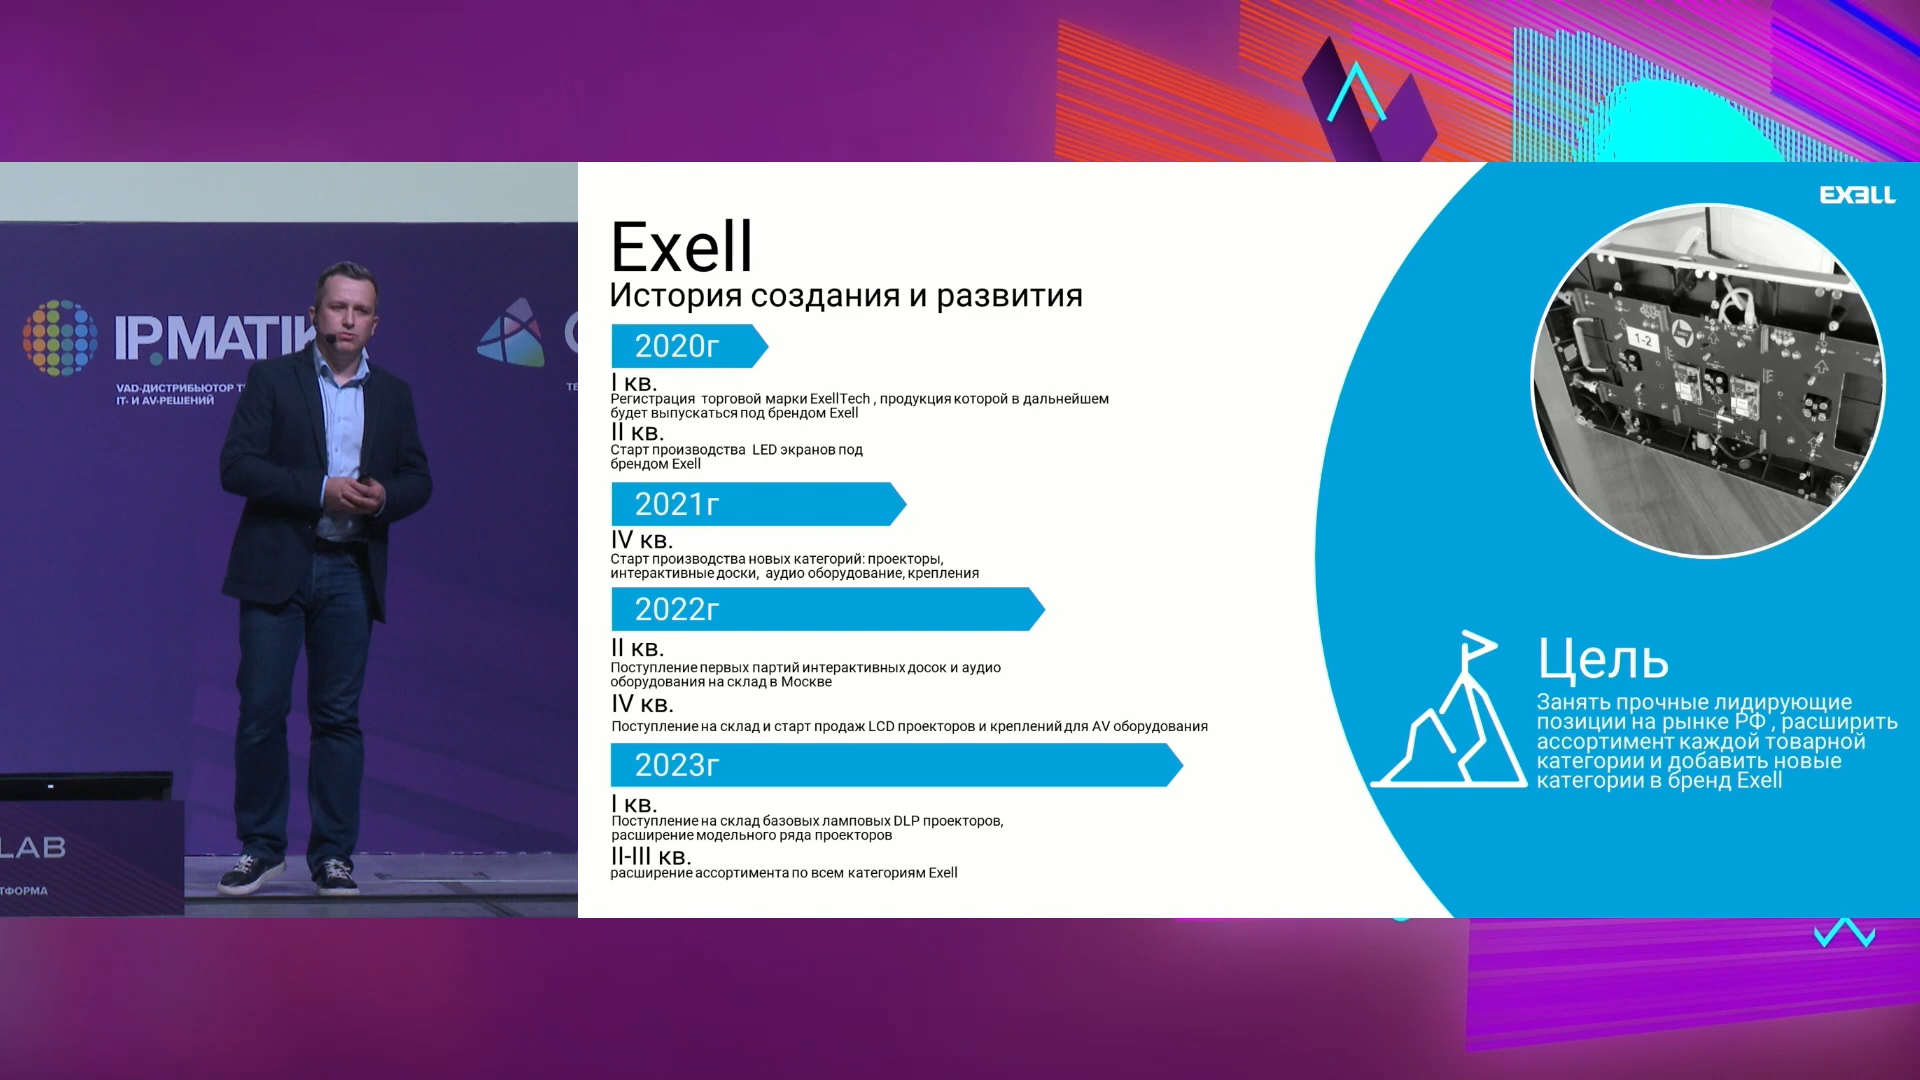 IP.MATIK
VAD-ДИСТРИБЬЮТОР
IT- И AV-РЕШЕНИЙ
LAB
EXELL
Exell
История создания и развития
2020г
I кв.
Регистрация торговой марки ExellTech , продукция которой в дальнейшем
будет выпускаться под брендом Exell
II кв.
Старт производства LED экранов под
брендом Exell
2021г
IV кв.
Старт производства новых категорий: проекторы,
интерактивные доски, аудио оборудование, крепления
2022г
II кв.
Поступление первых партий интерактивных досок и аудио
оборудования на склад в Москве
IV кв.
Поступление на склад и старт продаж LCD проекторов и креплений для AV оборудования
2023г
I кв.
Поступление на склад базовых ламповых DLP проекторов,
расширение модельного ряда проекторов
II-III кв.
расширение ассортимента по всем категориям Exell
1-2
Цель
Занять прочные лидирующие
позиции на рынке РФ , расширить
ассортимент каждой товарной
категории и добавить новые
категории в бренд Exell